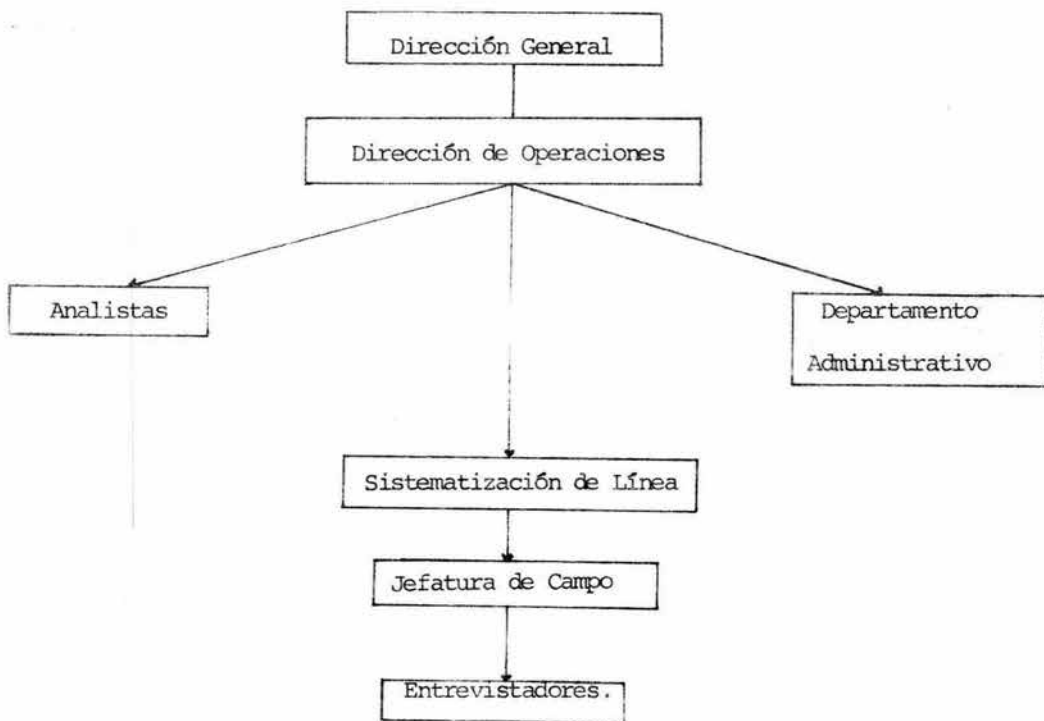 Dirección General
Dirección de Operaciones
Analistas
Departamento
Administrativo
Sistematización de Línea
Jefatura de Campo
Entrevistadores.